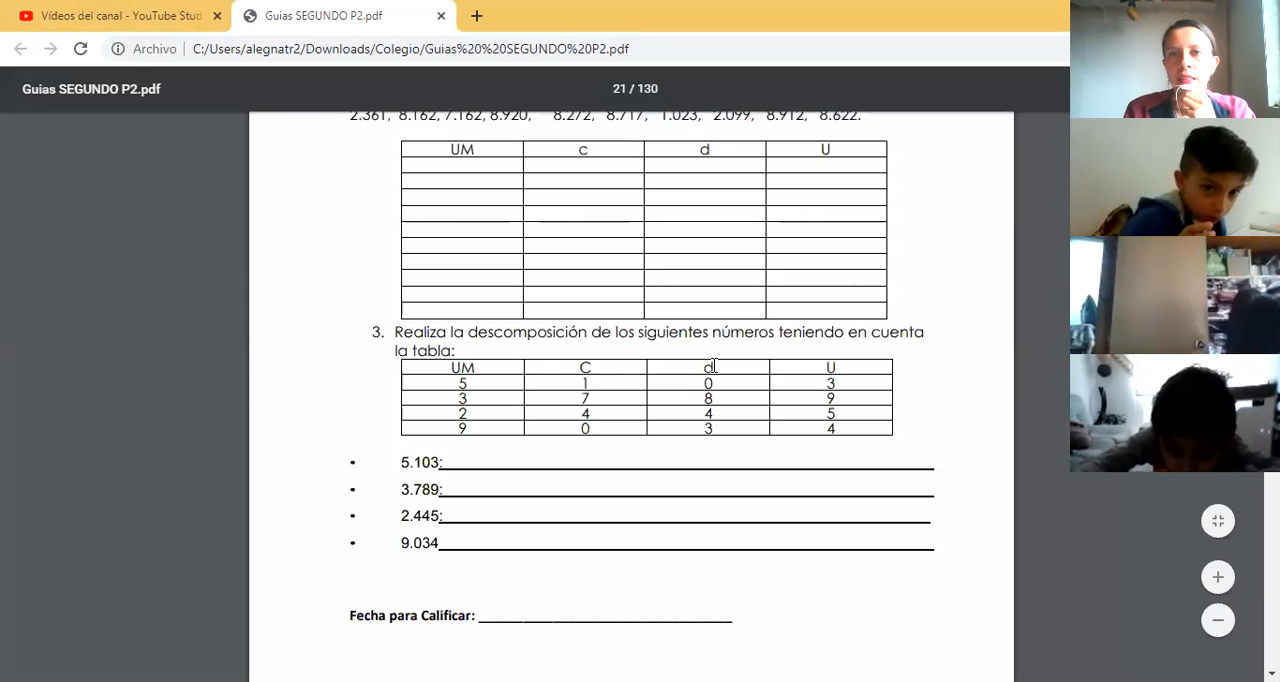 Vídeos del canal - YouTube Stud
Guias SEGUNDO P2.pdf
Archivo C:/Users/alegnatr2/Downloads/Colegio/Guias%20%20SEGUNDO%20P2.pdf
Guias SEGUNDO P2.pdf
21 / 130
2.361, 8.162, 7.162, 8.920, 8.272, 8.717, 1.023, 2.099, 8.912, 8.622.
UM c d U
3. Realiza la descomposición de los siguientes números teniendo en cuenta
la tabla:
UM C d U
5 1 0 3
3 7 8 9
2 4 4 5
9 0 3 4
• 5.103:
• 3.789:
• 2.445:
• 9.034
Fecha para Calificar: